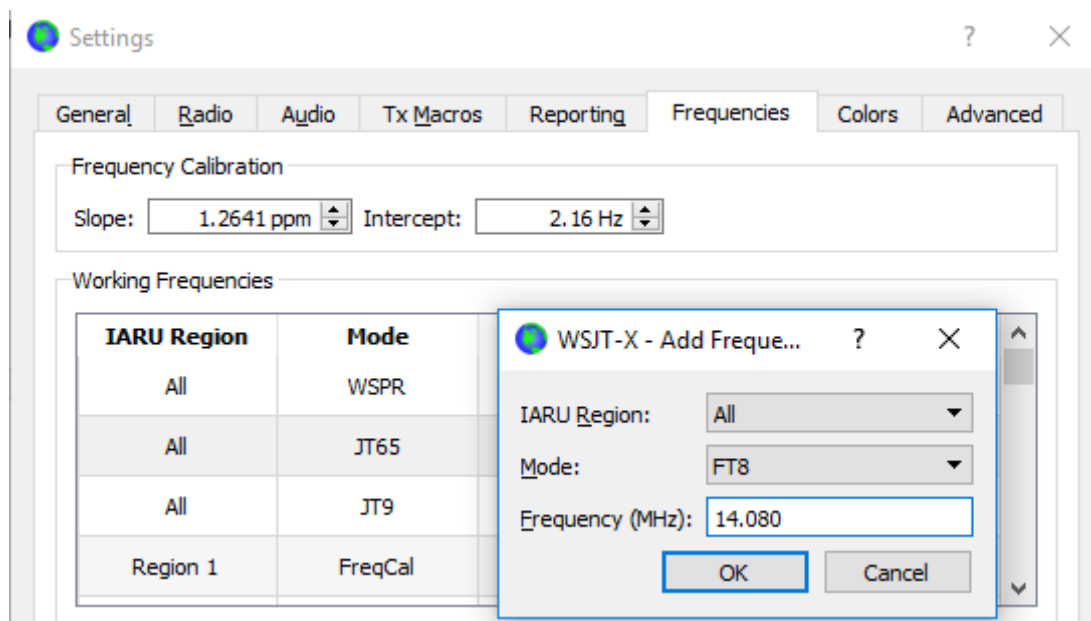 Settings ?
General Radio Audio Tx Macros Reporting Frequencies Colors Advanced
Frequency Calibration
Slope: 1.2641 ppm Intercept: 2.16 Hz
Working Frequencies
IARU Region Mode
All WSPR
All JT65
All JT9
Region 1 FreqCal
WSJT-X - Add Freque... ?
IARU Region: All
Mode: FT8
Frequency (MHz): 14.080
OK Cancel